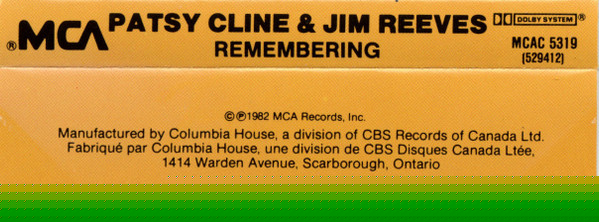 ®MCA PATSY CLINE & JIM REEVES DOLBY SYSTEM®
REMEMBERING
MCAC 5319
(529412)
©℗1982 MCA Records, Inc.
Manufactured by Columbia House, a division of CBS Records of Canada Ltd.
Fabriqué par Columbia House, une division de CBS Disques Canada Ltée,
1414 Warden Avenue, Scarborough, Ontario